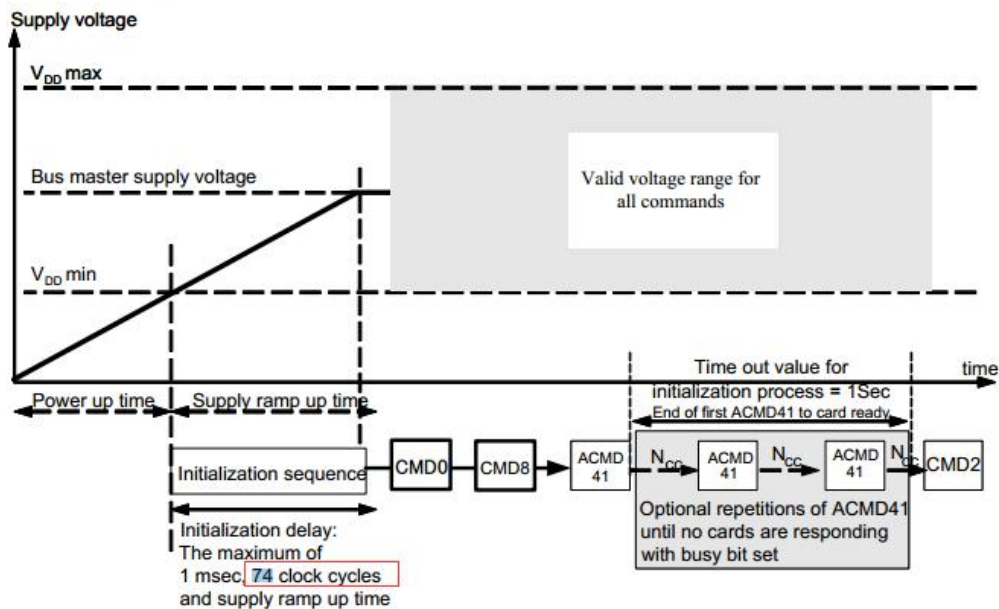 Supply voltage
VDD max
Bus master supply voltage
Valid voltage range for
all commands
VDD min
Time out value for
time
initialization process = 1Sec
End of first ACMD41 to card ready
Power up time
Supply ramp up time
Initialization sequence
CMD0
CMD8
ACMD
41
NCC
ACMD
41
NCC
ACMD
41
NCC
CMD2
Optional repetitions of ACMD41
until no cards are responding
with busy bit set
Initialization delay:
The maximum of
1 msec, 74 clock cycles
and supply ramp up time